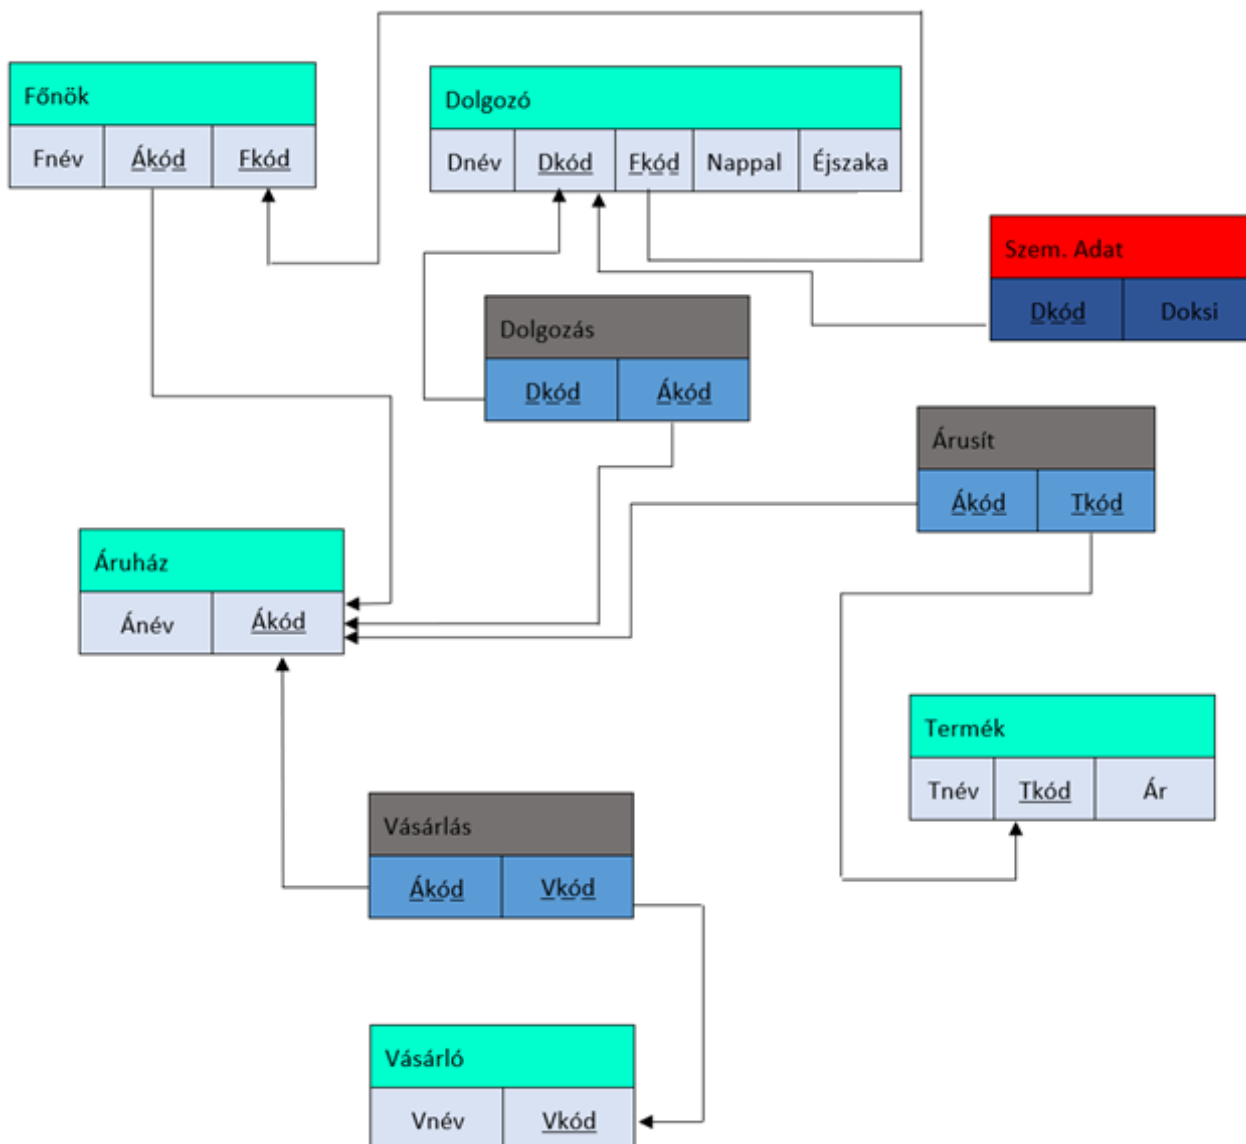 Főnök
Fnév Ákód Fkód
Dolgozó
Dnév Dkód Fkód Nappal Éjszaka
Szem. Adat
Dkód Doksi
Dolgozás
Dkód Ákód
Árusít
Ákód Tkód
Áruház
Ánév Ákód
Termék
Tnév Tkód Ár
Vásárlás
Ákód Vkód
Vásárló
Vnév Vkód